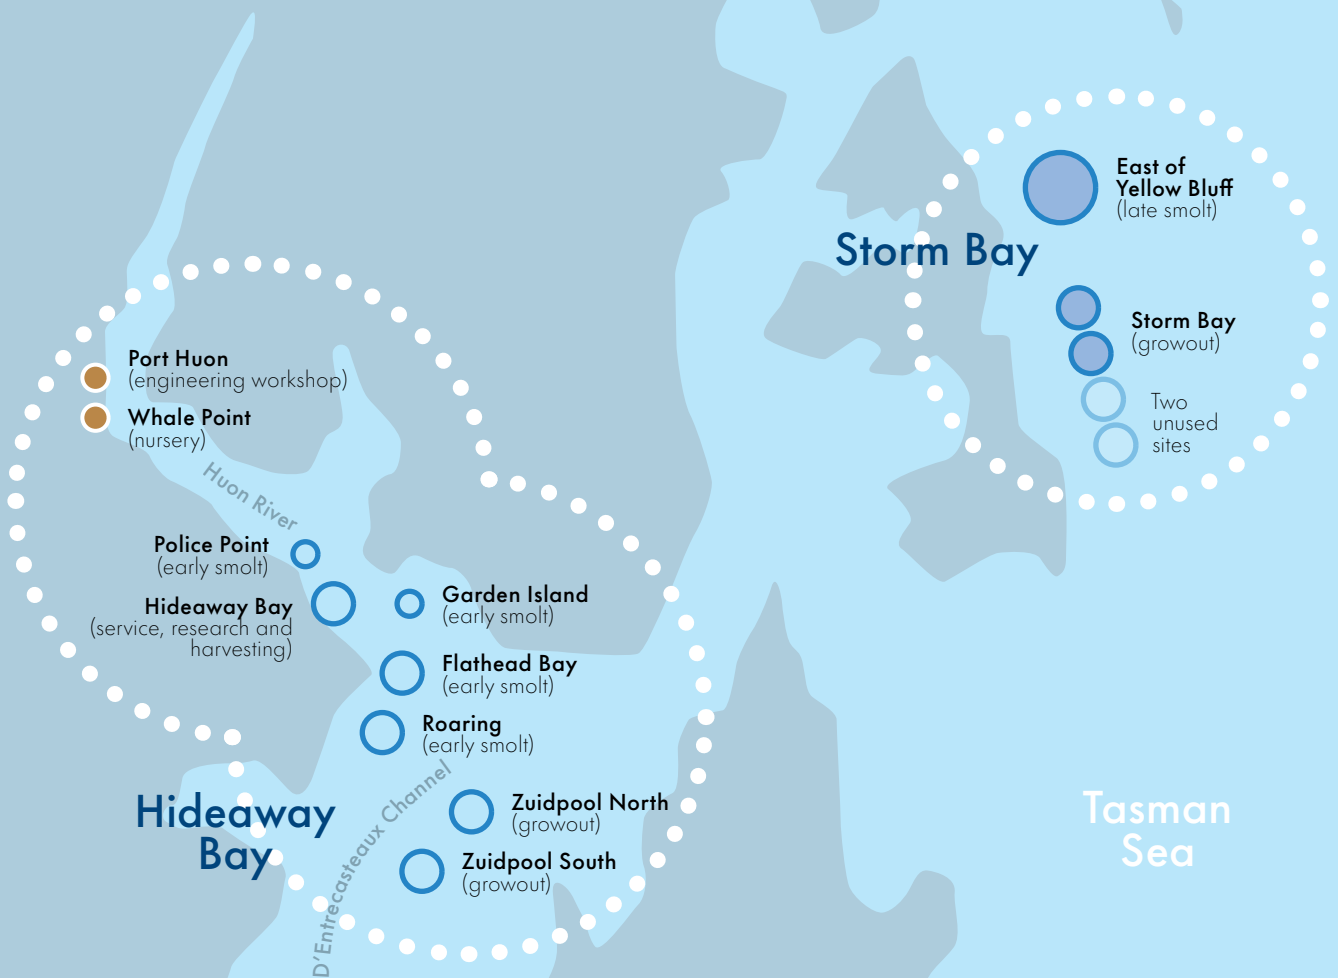 East of
Yellow Bluff
(late smolt)
Storm Bay
Storm Bay
(growout)
Two
unused
sites
Port Huon
(engineering workshop)
Whale Point
(nursery)
Huon River
Police Point
(early smolt)
Hideaway Bay
(service, research and
harvesting)
Garden Island
(early smolt)
Flathead Bay
(early smolt)
Roaring
(early smolt)
D'Entrecasteaux Channel
Hideaway
Bay
Zuidpool North
(growout)
Zuidpool South
(growout)
Tasman
Sea